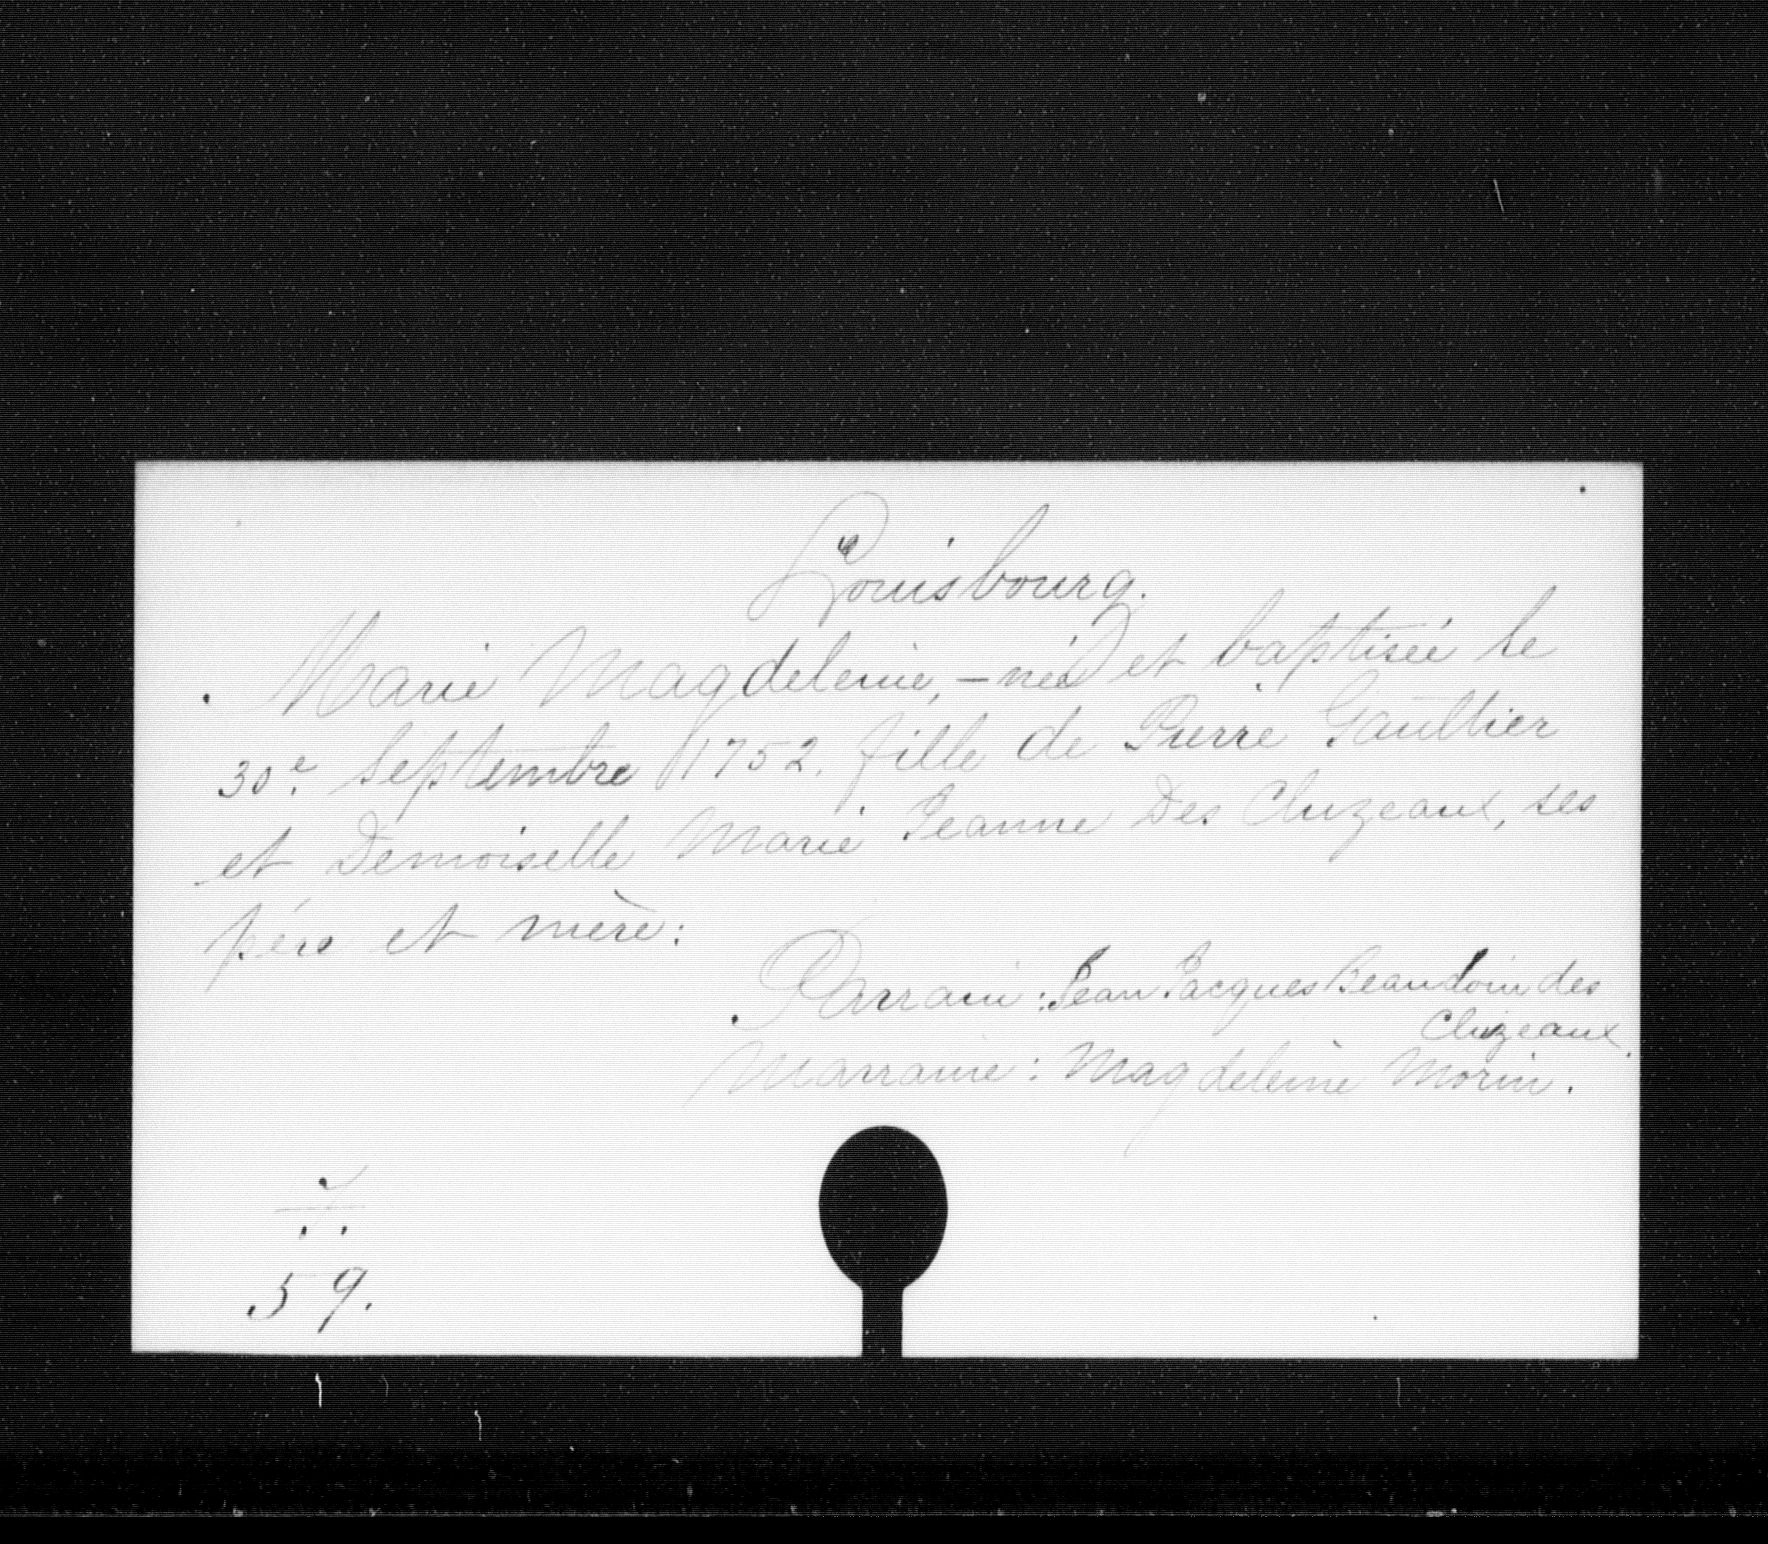 Louisbourg.
Marie Magdeleine, – née et baptisée le
30e Septembre 1752. fille de Pierre Gaultier
et Demoiselle Marie Jeanne Des Cluzeaux, ses
père et mère:
Parrain: Jean Jacques Beaudoin des
Cluzeaux.
Marraine: Magdeleine Morin.
59.